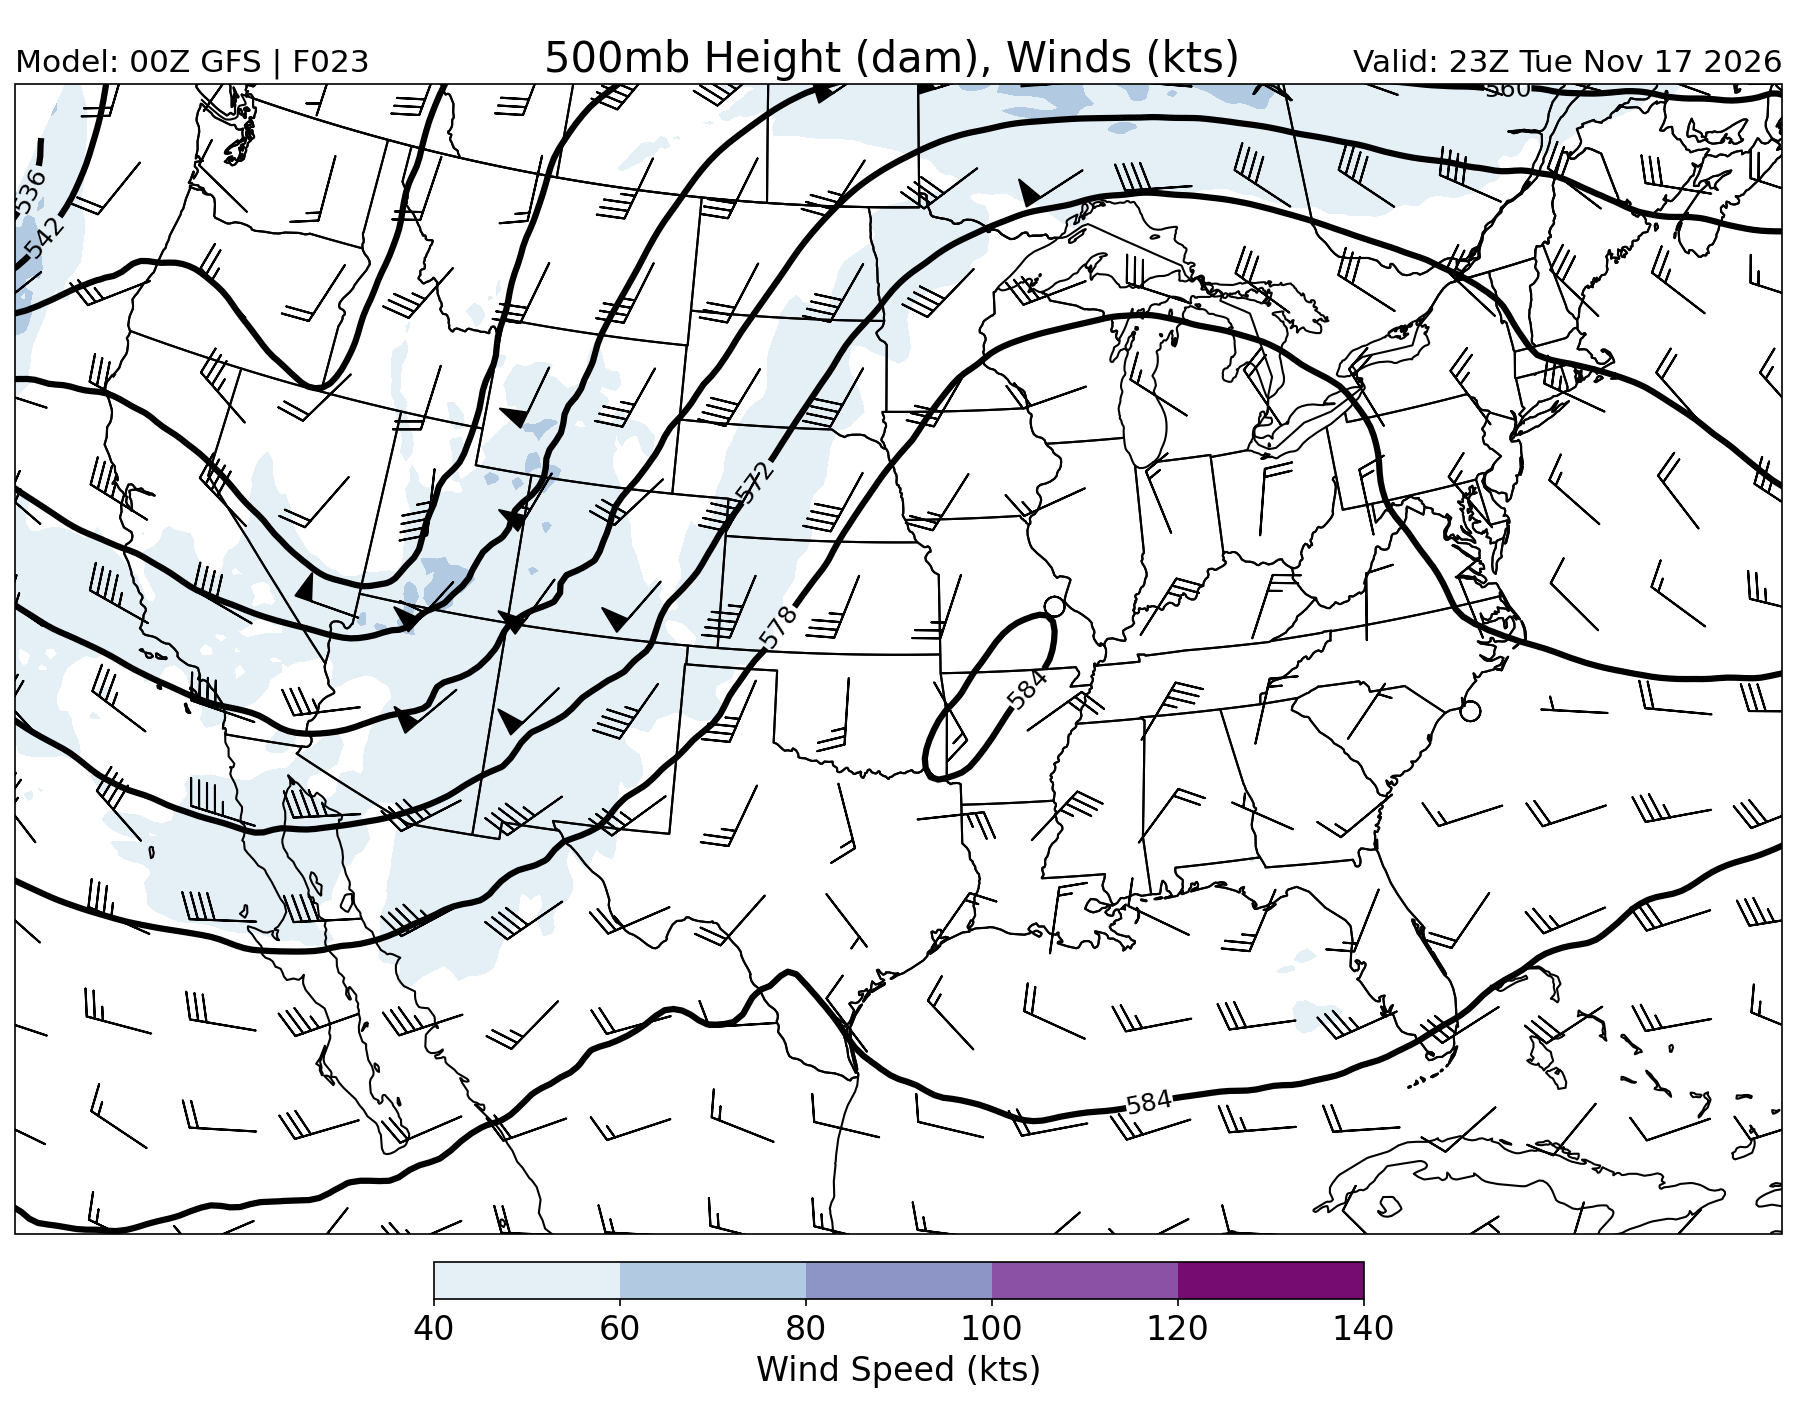 500mb Height (dam), Winds (kts)
Model: 00Z GFS | F023
Valid: 23Z Tue Nov 17 2026
560
536
542
572
578
584
584
40 60 80 100 120 140
Wind Speed (kts)